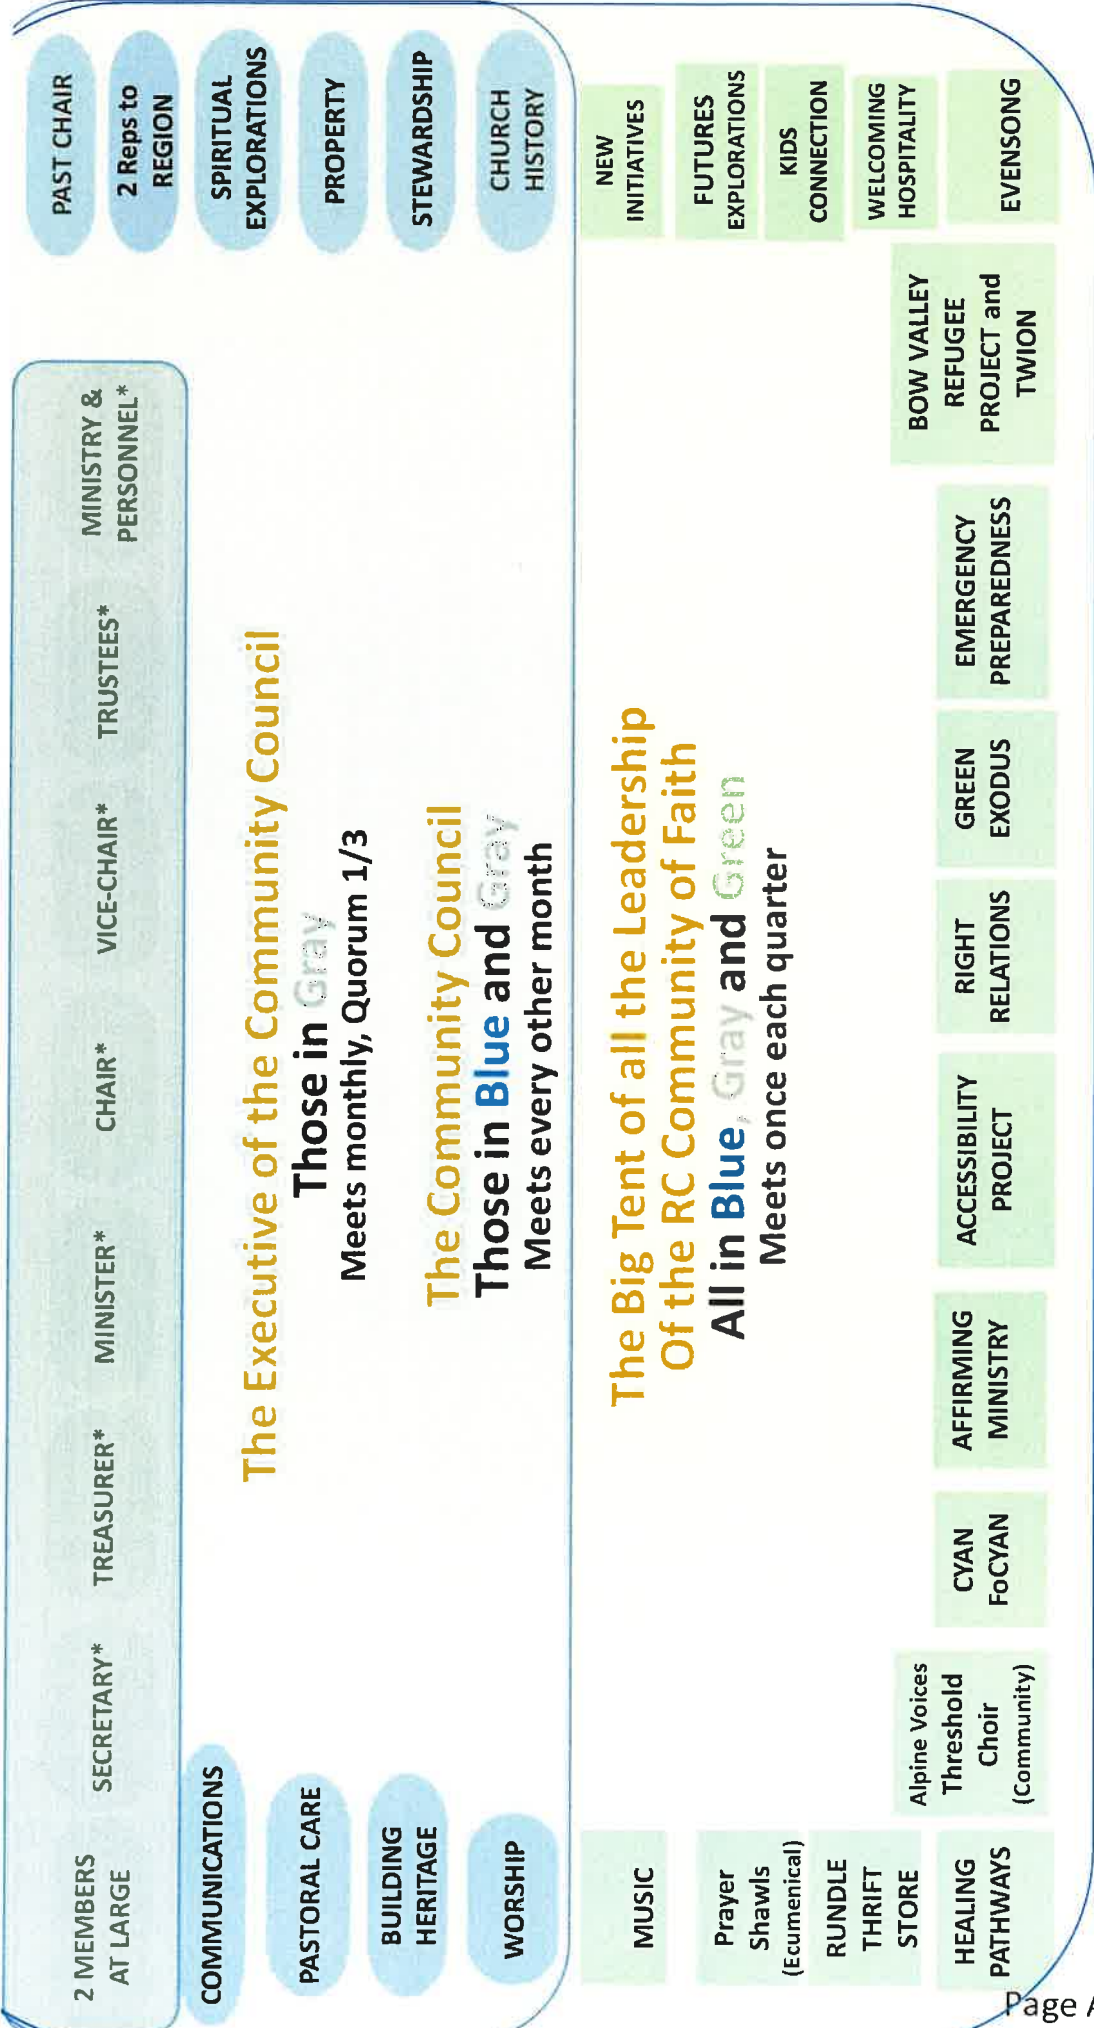 2 MEMBERS
AT LARGE
SECRETARY*
TREASURER*
MINISTER*
CHAIR*
VICE-CHAIR*
TRUSTEES*
MINISTRY &
PERSONNEL*
PAST CHAIR
2 Reps to
REGION
SPIRITUAL
EXPLORATIONS
PROPERTY
STEWARDSHIP
CHURCH
HISTORY
COMMUNICATIONS
PASTORAL CARE
BUILDING
HERITAGE
WORSHIP
The Executive of the Community Council
Those in Gray
Meets monthly, Quorum 1/3
The Community Council
Those in Blue and Gray
Meets every other month
The Big Tent of all the Leadership
Of the RC Community of Faith
All in Blue, Gray and Green
Meets once each quarter
MUSIC
Prayer
Shawls
(Ecumenical)
RUNDLE
THRIFT
STORE
HEALING
PATHWAYS
Alpine Voices
Threshold
Choir
(Community)
CYAN
FoCYAN
AFFIRMING
MINISTRY
ACCESSIBILITY
PROJECT
RIGHT
RELATIONS
GREEN
EXODUS
EMERGENCY
PREPAREDNESS
BOW VALLEY
REFUGEE
PROJECT and
TWION
NEW
INITIATIVES
FUTURES
EXPLORATIONS
KIDS
CONNECTION
WELCOMING
HOSPITALITY
EVENSONG
Page A